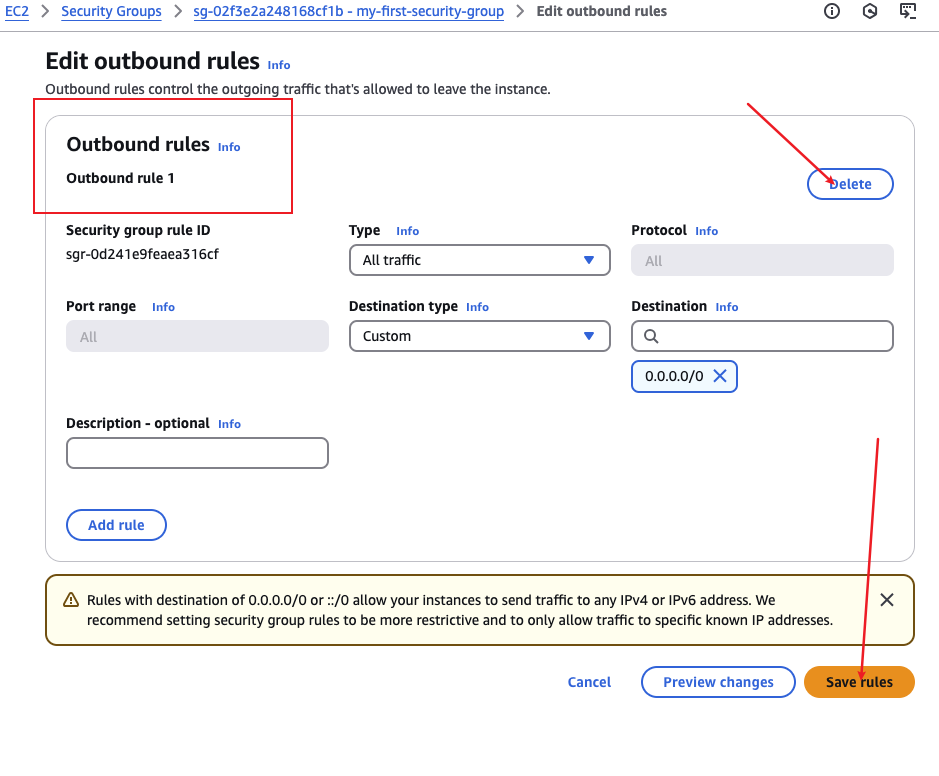 EC2 > Security Groups > sg-02f3e2a248168cf1b - my-first-security-group > Edit outbound rules
Edit outbound rules Info
Outbound rules control the outgoing traffic that's allowed to leave the instance.
Outbound rules Info
Outbound rule 1
Delete
Security group rule ID
sgr-0d241e9feaea316cf
Type Info
All traffic
Protocol Info
All
Port range Info
All
Destination type Info
Custom
Destination Info
0.0.0.0/0
Description - optional Info
Add rule
Rules with destination of 0.0.0.0/0 or ::/0 allow your instances to send traffic to any IPv4 or IPv6 address. We
recommend setting security group rules to be more restrictive and to only allow traffic to specific known IP addresses.
Cancel
Preview changes
Save rules